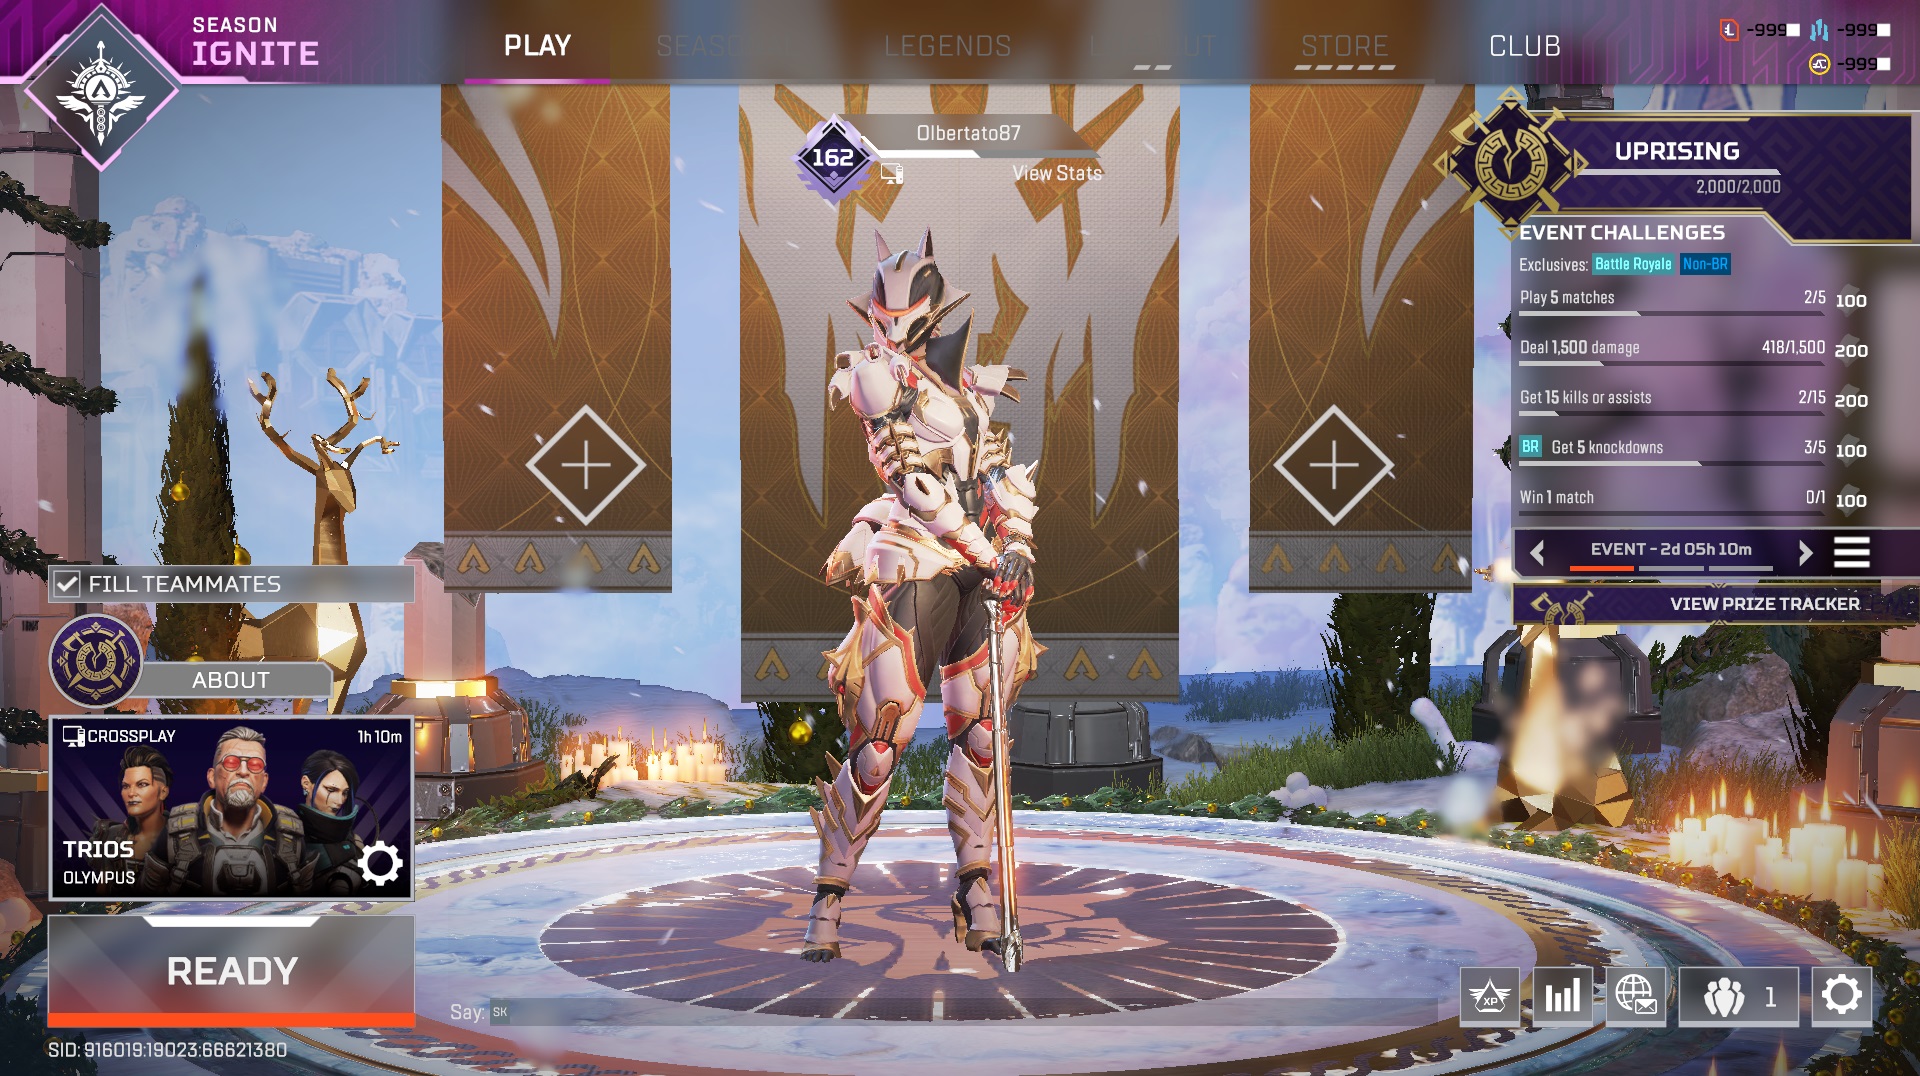 SEASON
IGNITE
PLAY
LEGENDS
STORE
CLUB
-999
-999
-999
162
Olbertato87
View Stats
UPRISING
2,000/2,000
EVENT CHALLENGES
Exclusives: Battle Royale Non-BR
Play 5 matches 2/5 100
Deal 1,500 damage 418/1,500 200
Get 15 kills or assists 2/15 200
BR Get 5 knockdowns 3/5 100
Win 1 match 0/1 100
EVENT - 2d 05h 10m
VIEW PRIZE TRACKER
FILL TEAMMATES
ABOUT
CROSSPLAY 1h 10m
TRIOS
OLYMPUS
READY
Say: SK
XP
1
SID: 916019:19023:66621380